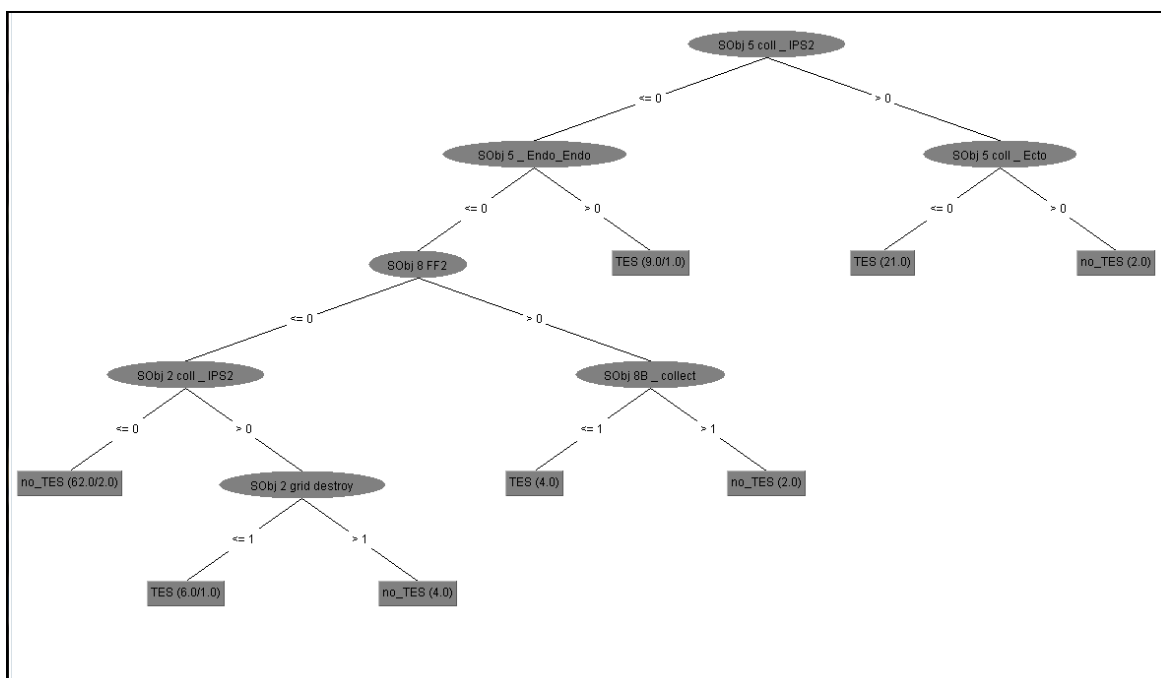 SObj 5 coll _ IPS2
<= 0
> 0
SObj 5 _ Endo_Endo
SObj 5 coll _ Ecto
<= 0
> 0
<= 0
> 0
SObj 8 FF2
TES (9.0/1.0)
TES (21.0)
no_TES (2.0)
<= 0
> 0
SObj 2 coll _ IPS2
SObj 8B _ collect
<= 0
> 0
<= 1
> 1
no_TES (62.0/2.0)
SObj 2 grid destroy
TES (4.0)
no_TES (2.0)
<= 1
> 1
TES (6.0/1.0)
no_TES (4.0)